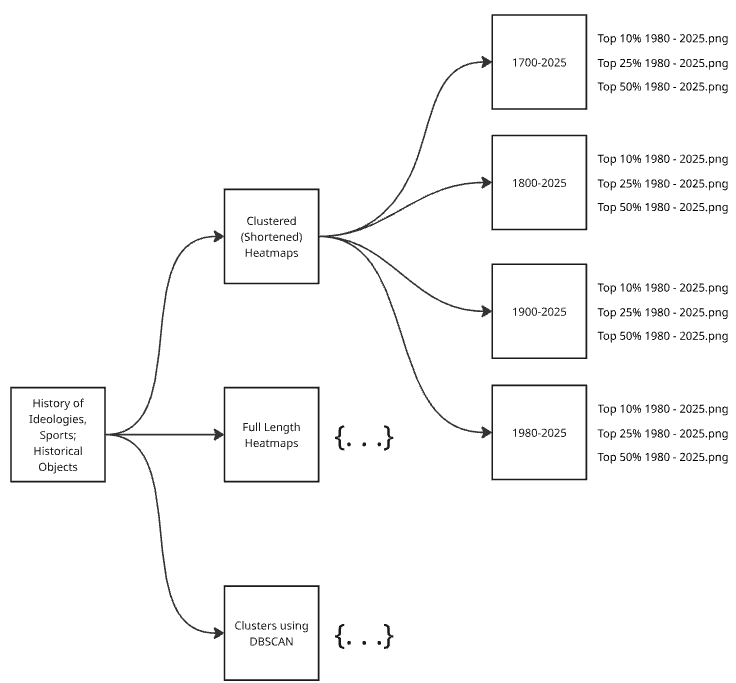 1700-2025
Top 10% 1980 - 2025.png
Top 25% 1980 - 2025.png
Top 50% 1980 - 2025.png
1800-2025
Top 10% 1980 - 2025.png
Top 25% 1980 - 2025.png
Top 50% 1980 - 2025.png
Clustered
(Shortened)
Heatmaps
1900-2025
Top 10% 1980 - 2025.png
Top 25% 1980 - 2025.png
Top 50% 1980 - 2025.png
History of
Ideologies,
Sports;
Historical
Objects
Full Length
Heatmaps
{. . .}
1980-2025
Top 10% 1980 - 2025.png
Top 25% 1980 - 2025.png
Top 50% 1980 - 2025.png
Clusters using
DBSCAN
{. . .}